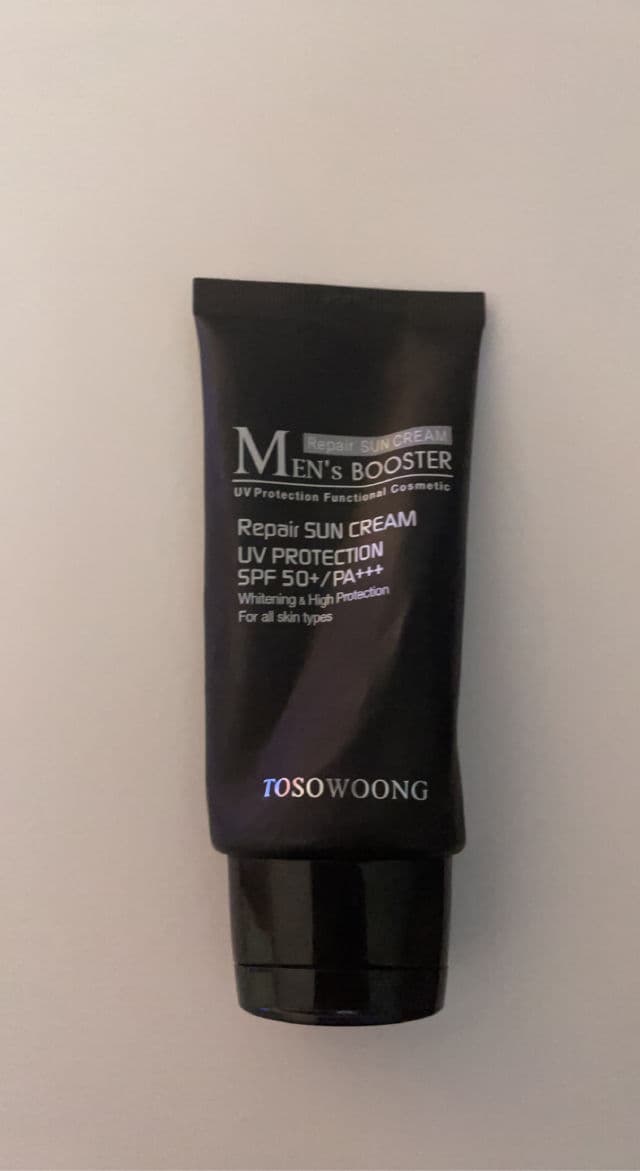 Repair SUN CREAM
MEN's BOOSTER
UV Protection Functional Cosmetic
Repair SUN CREAM
UV PROTECTION
SPF 50+/PA+++
Whitening & High Protection
For all skin types
TOSOWOONG